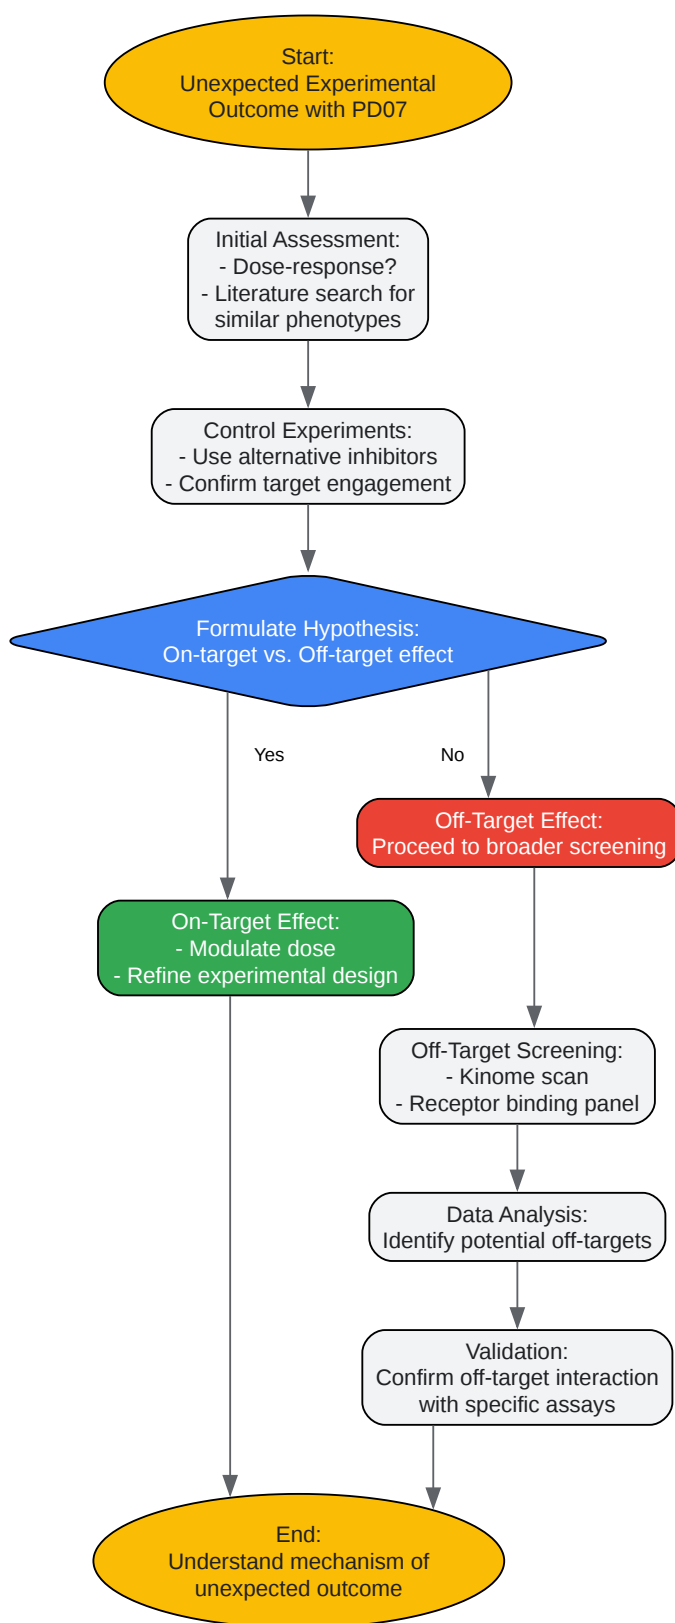 Start:
Unexpected Experimental
Outcome with PD07
Initial Assessment:
- Dose-response?
- Literature search for
similar phenotypes
Control Experiments:
- Use alternative inhibitors
- Confirm target engagement
Formulate Hypothesis:
On-target vs. Off-target effect
Yes
No
Off-Target Effect:
Proceed to broader screening
On-Target Effect:
- Modulate dose
- Refine experimental design
Off-Target Screening:
- Kinome scan
- Receptor binding panel
Data Analysis:
Identify potential off-targets
Validation:
Confirm off-target interaction
with specific assays
End:
Understand mechanism of
unexpected outcome